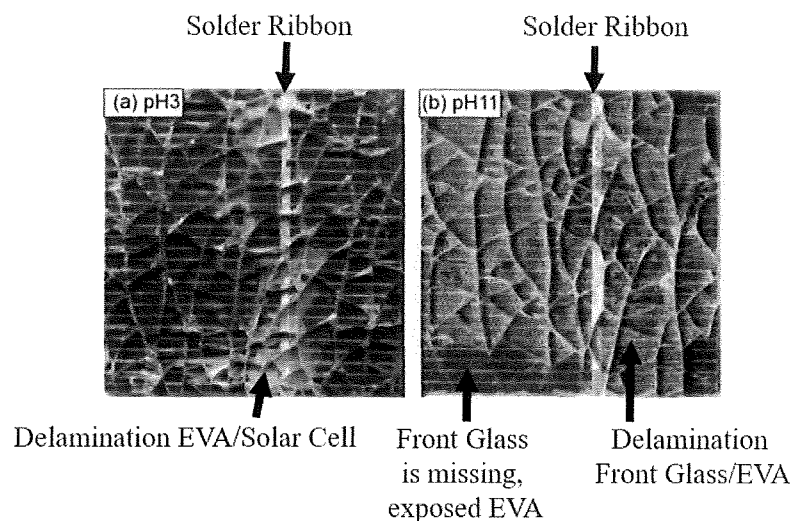 Solder Ribbon
Solder Ribbon
(a) pH3
(b) pH11
Delamination EVA/Solar Cell
Front Glass
is missing,
exposed EVA
Delamination
Front Glass/EVA